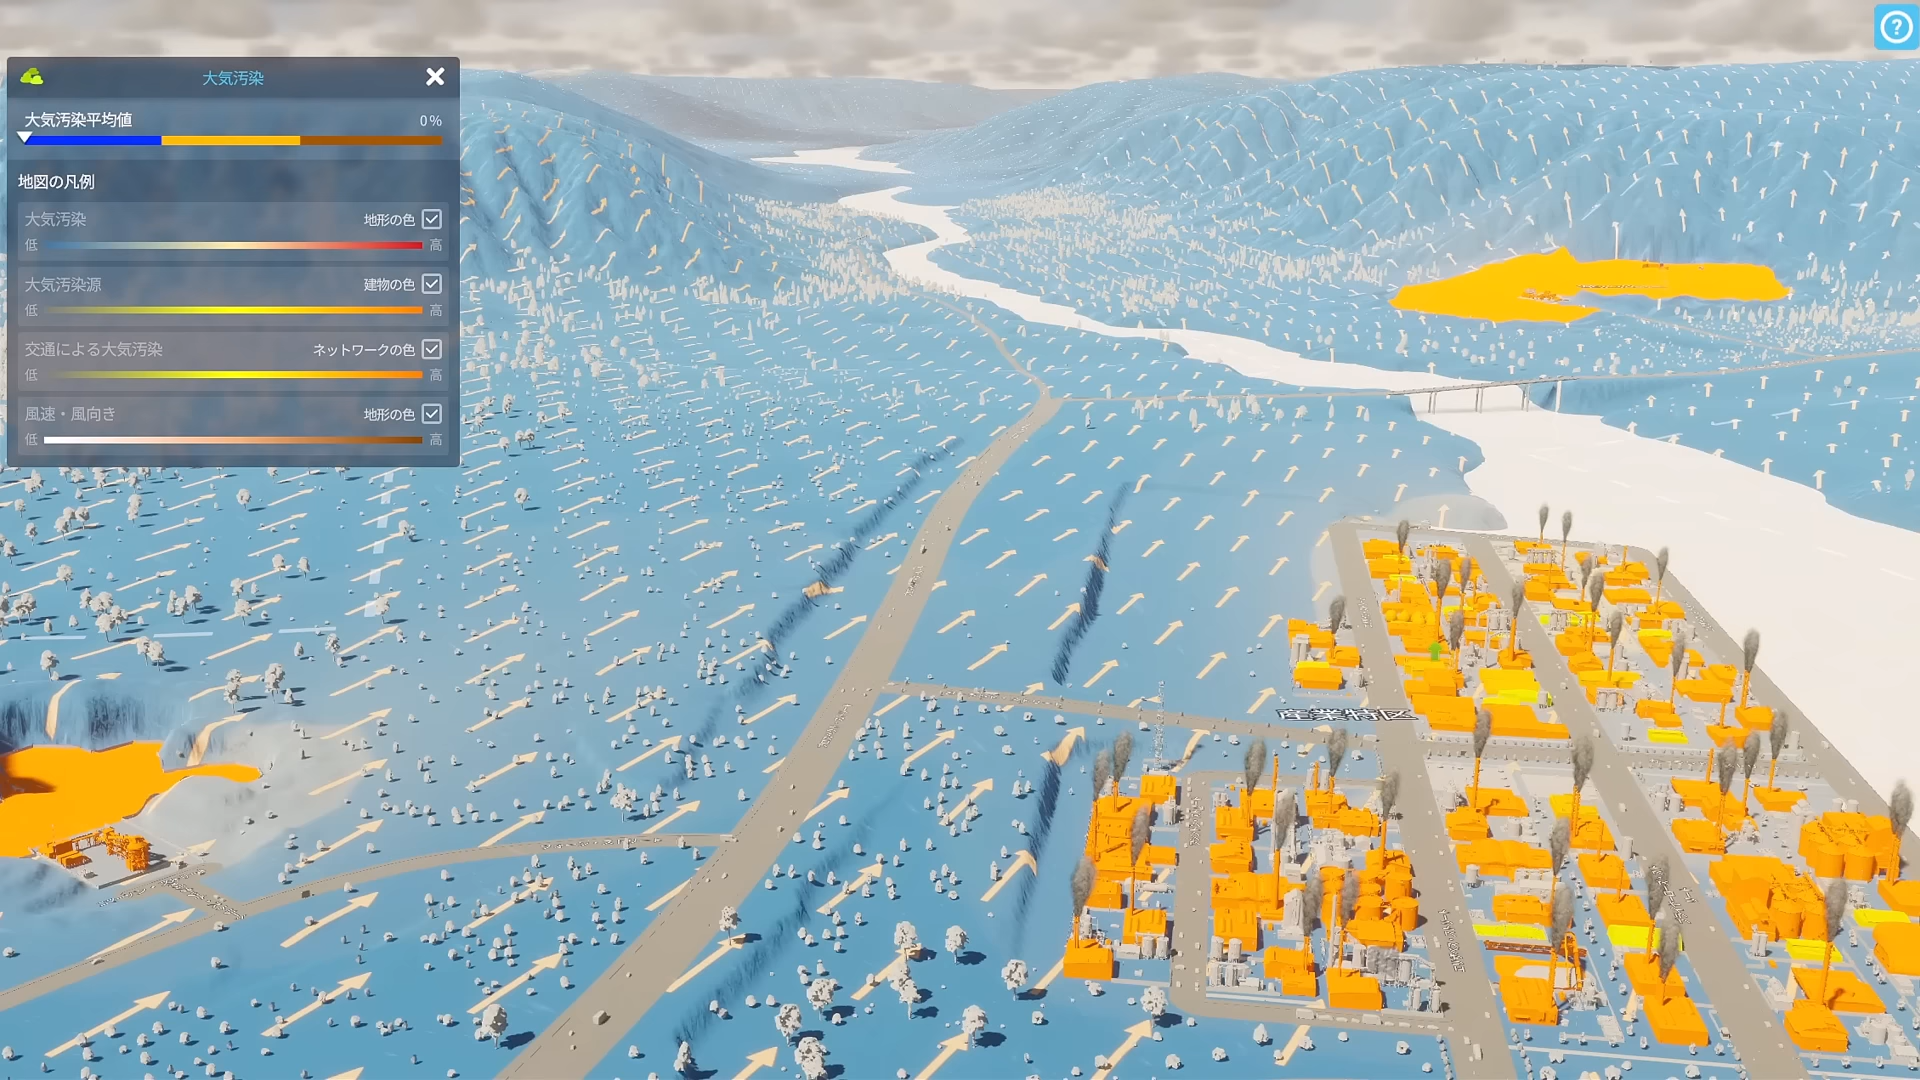 大気汚染
大気汚染平均値
0%
地図の凡例
大気汚染
地形の色
低
高
大気汚染源
建物の色
低
高
交通による大気汚染
ネットワークの色
低
高
風速・風向き
地形の色
低
高
産業特区
?